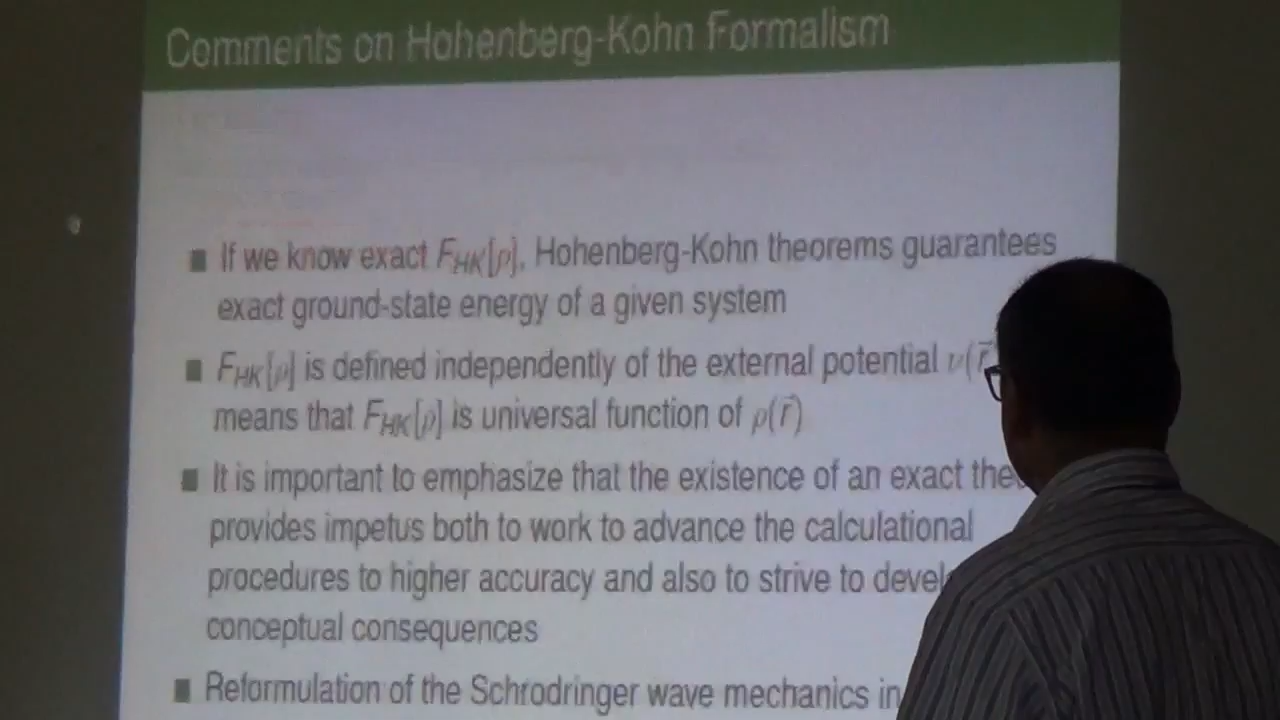 Comments on Hohenberg-Kohn Formalism
■ If we know exact F_HK[ρ], Hohenberg-Kohn theorems guarantees
exact ground-state energy of a given system
■ F_HK[ρ] is defined independently of the external potential ν(r⃗
means that F_HK[ρ] is universal function of ρ(r⃗)
■ It is important to emphasize that the existence of an exact
provides impetus both to work to advance the calculational
procedures to higher accuracy and also to strive to
conceptual consequences
■ Reformulation of the Schrodringer wave mechanics in